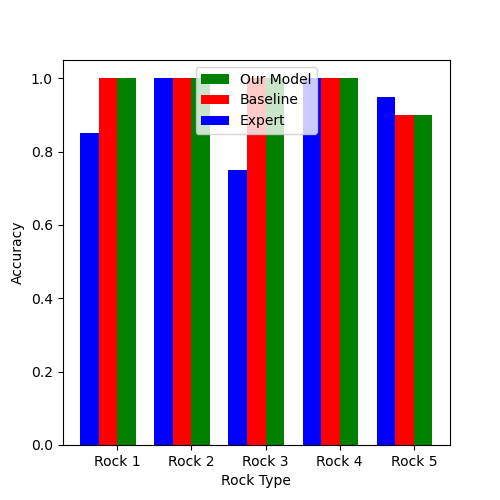 Our Model
Baseline
Expert
1.0
0.8
0.6
0.4
0.2
0.0
Accuracy
Rock 1 Rock 2 Rock 3 Rock 4 Rock 5
Rock Type